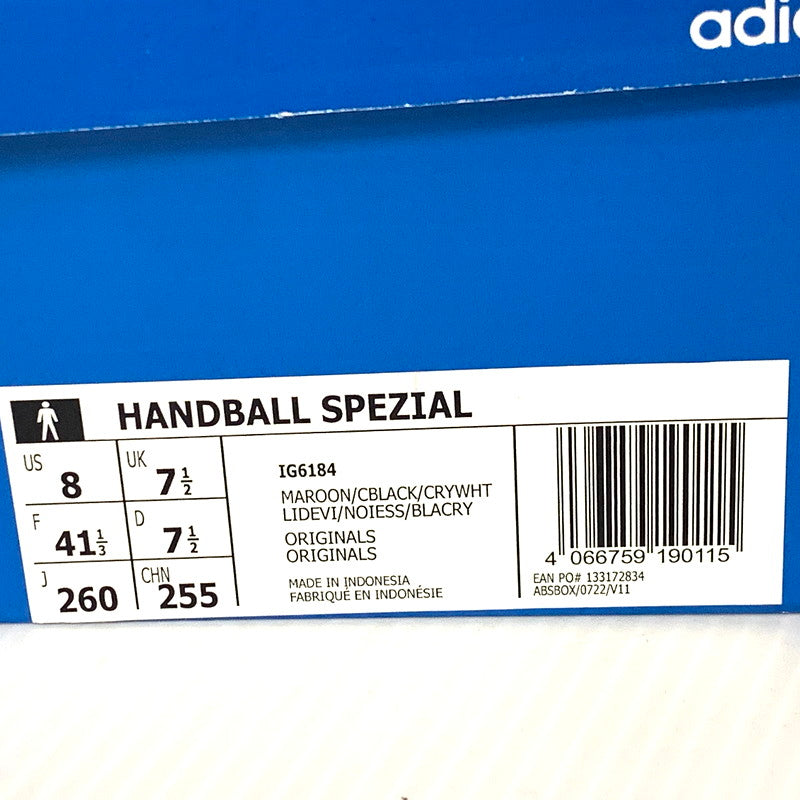 adi
HANDBALL SPEZIAL
US 8 UK 7½
F 41⅓ D 7½
J 260 CHN 255
IG6184
MAROON/CBLACK/CRYWHT
LIDEVI/NOIESS/BLACRY
ORIGINALS
ORIGINALS
MADE IN INDONESIA
FABRIQUÉ EN INDONÉSIE
4 066759 190115
EAN PO# 133172834
ABSBOX/0722/V11